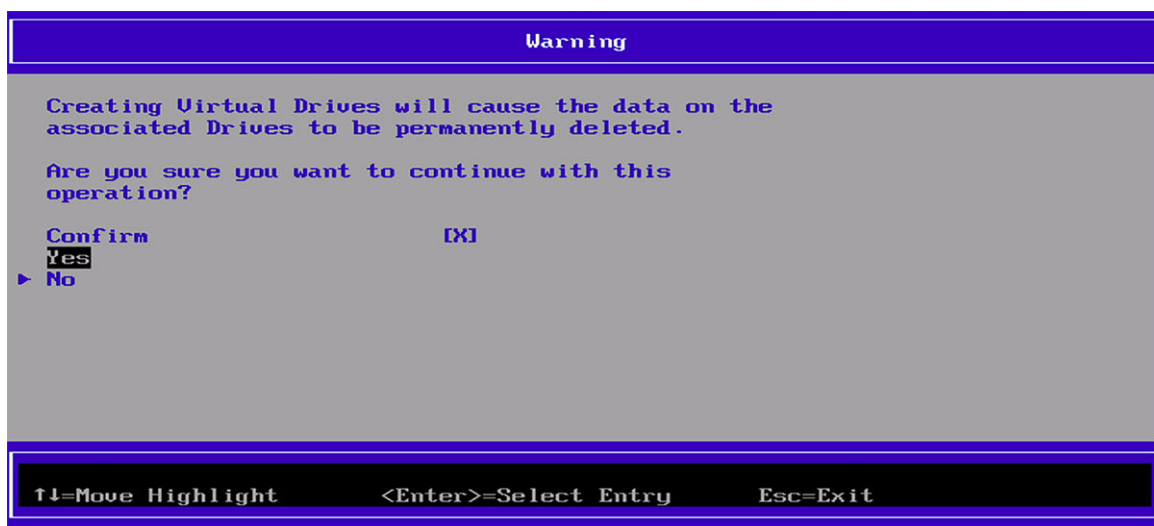 Warning
Creating Virtual Drives will cause the data on the
associated Drives to be permanently deleted.
Are you sure you want to continue with this
operation?
Confirm [X]
Yes
► No
↑↓=Move Highlight <Enter>=Select Entry Esc=Exit